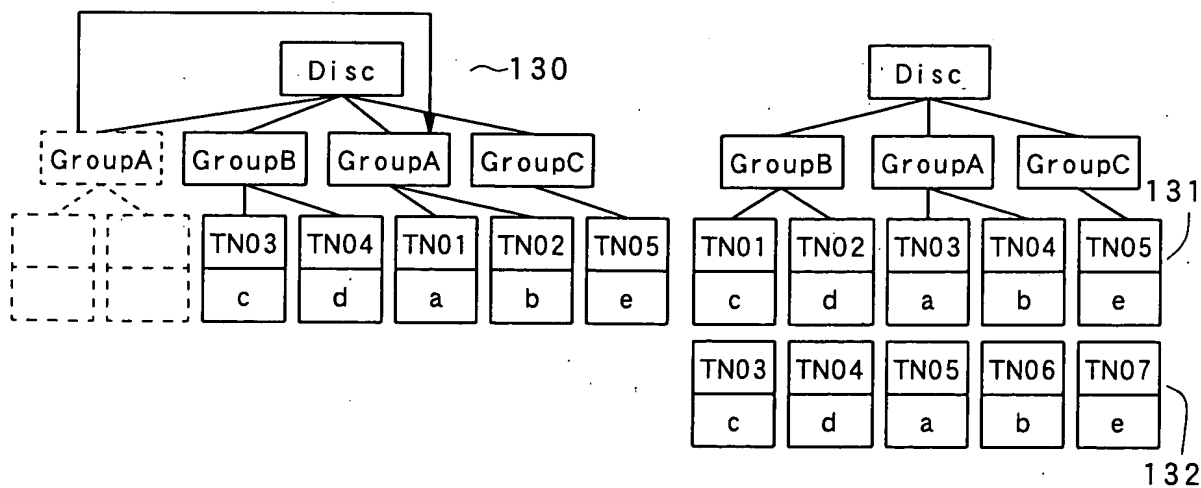 Disc
130
GroupA GroupB GroupA GroupC
TN03 TN04 TN01 TN02 TN05
c d a b e
Disc
GroupB GroupA GroupC
131
TN01 TN02 TN03 TN04 TN05
c d a b e
TN03 TN04 TN05 TN06 TN07
c d a b e
132